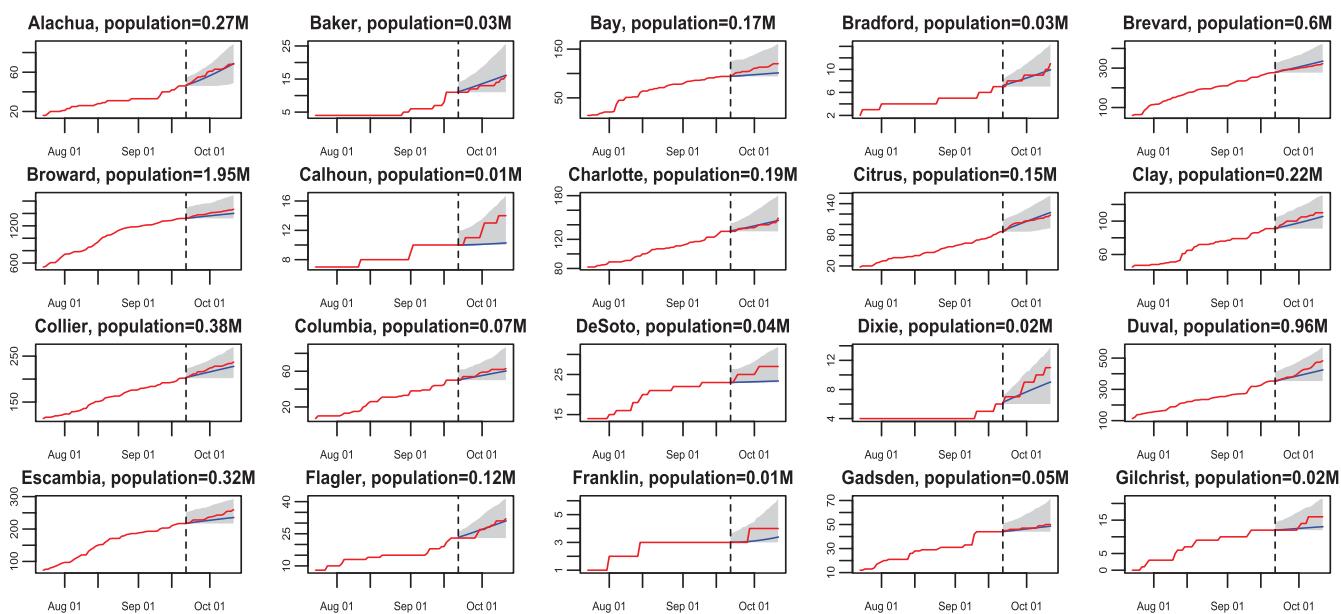 Alachua, population=0.27M
20 60
Aug 01 Sep 01 Oct 01
Baker, population=0.03M
5 15 25
Aug 01 Sep 01 Oct 01
Bay, population=0.17M
50 150
Aug 01 Sep 01 Oct 01
Bradford, population=0.03M
2 6 10
Aug 01 Sep 01 Oct 01
Brevard, population=0.6M
100 300
Aug 01 Sep 01 Oct 01
Broward, population=1.95M
600 1200
Aug 01 Sep 01 Oct 01
Calhoun, population=0.01M
8 12 16
Aug 01 Sep 01 Oct 01
Charlotte, population=0.19M
80 130 180
Aug 01 Sep 01 Oct 01
Citrus, population=0.15M
20 80 160
Aug 01 Sep 01 Oct 01
Clay, population=0.22M
60 100
Aug 01 Sep 01 Oct 01
Collier, population=0.38M
150 250
Aug 01 Sep 01 Oct 01
Columbia, population=0.07M
20 60
Aug 01 Sep 01 Oct 01
DeSoto, population=0.04M
15 25
Aug 01 Sep 01 Oct 01
Dixie, population=0.02M
4 8 12
Aug 01 Sep 01 Oct 01
Duval, population=0.96M
100 300 500
Aug 01 Sep 01 Oct 01
Escambia, population=0.32M
100 200 300
Aug 01 Sep 01 Oct 01
Flagler, population=0.12M
10 25 40
Aug 01 Sep 01 Oct 01
Franklin, population=0.01M
1 3 5
Aug 01 Sep 01 Oct 01
Gadsden, population=0.05M
10 30 50 70
Aug 01 Sep 01 Oct 01
Gilchrist, population=0.02M
0 5 15
Aug 01 Sep 01 Oct 01